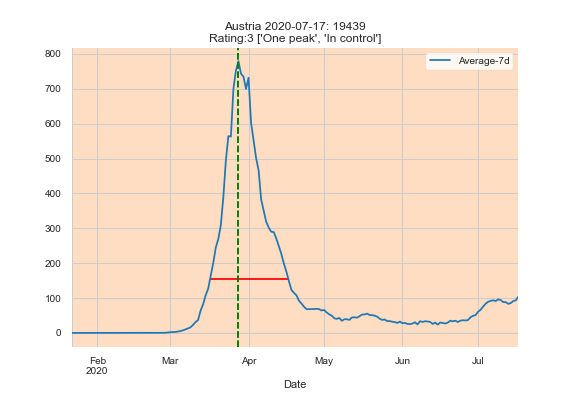 Austria 2020-07-17: 19439
Rating:3 ['One peak', 'In control']
Average-7d
800
700
600
500
400
300
200
100
0
Feb
2020
Mar
Apr
May
Jun
Jul
Date